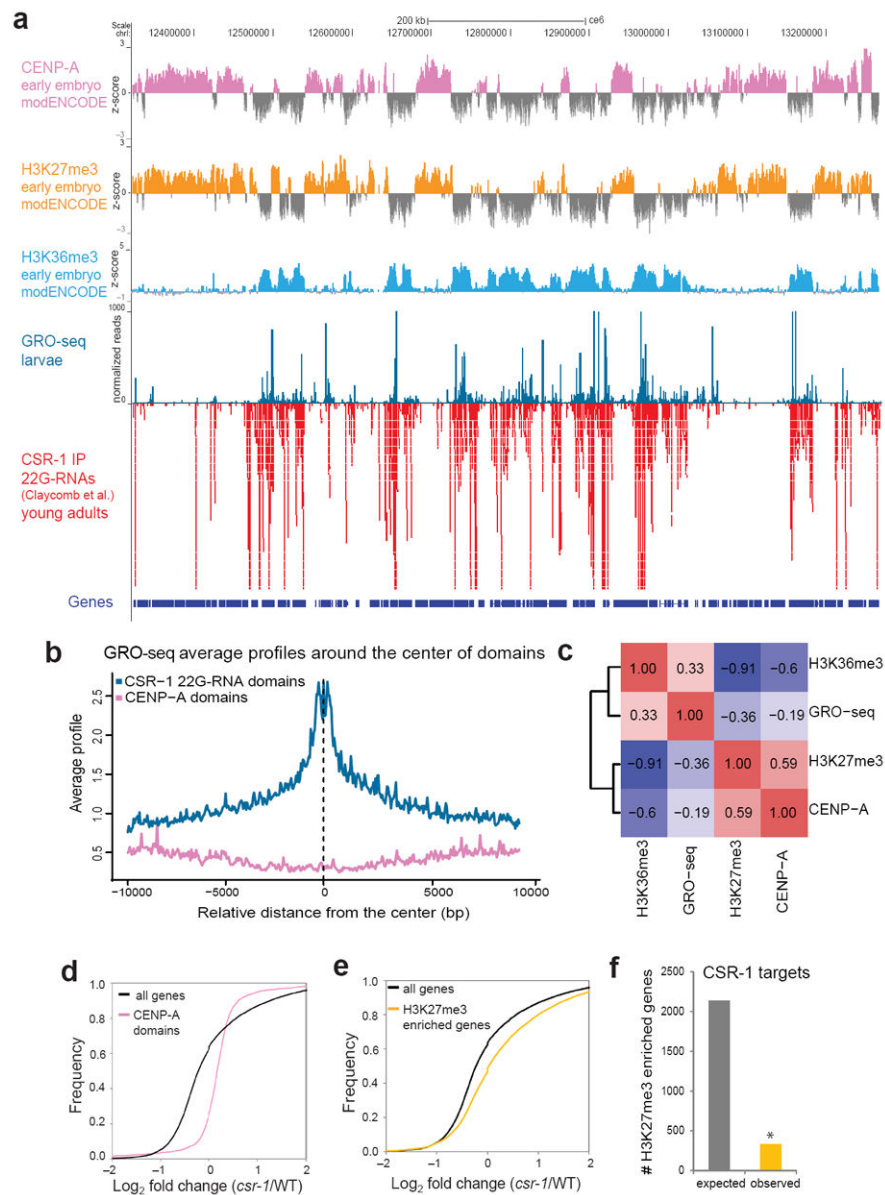 a
Scale
chrI:
200 kb
ce6
124000000 |
125000000 |
126000000 |
127000000 |
128000000 |
129000000 |
130000000 |
131000000 |
132000000 |
CENP-A
early embryo
modENCODE
z-score
3
0
−3
H3K27me3
early embryo
modENCODE
z-score
3
0
−3
H3K36me3
early embryo
modENCODE
z-score
5
−1
GRO-seq
larvae
normalized reads
1000
0
CSR-1 IP
22G-RNAs
(Claycomb et al.)
young adults
Genes
b
GRO-seq average profiles around the center of domains
CSR−1 22G-RNA domains
CENP−A domains
Average profile
2.5
2.0
1.5
1.0
0.5
−10000 −5000 0 5000 10000
Relative distance from the center (bp)
c
1.00 0.33 −0.91 −0.6 H3K36me3
0.33 1.00 −0.36 −0.19 GRO−seq
−0.91 −0.36 1.00 0.59 H3K27me3
−0.6 −0.19 0.59 1.00 CENP−A
H3K36me3
GRO−seq
H3K27me3
CENP−A
d
all genes
CENP-A
domains
Frequency
1.0
0.8
0.6
0.4
0.2
0.0
−2 −1 0 1 2
Log2 fold change (csr-1/WT)
e
all genes
H3K27me3
enriched genes
Frequency
1.0
0.8
0.6
0.4
0.2
0.0
−2 −1 0 1 2
Log2 fold change (csr-1/WT)
f
CSR-1 targets
# H3K27me3 enriched genes
2500
2000
1500
1000
500
0
*
expected observed